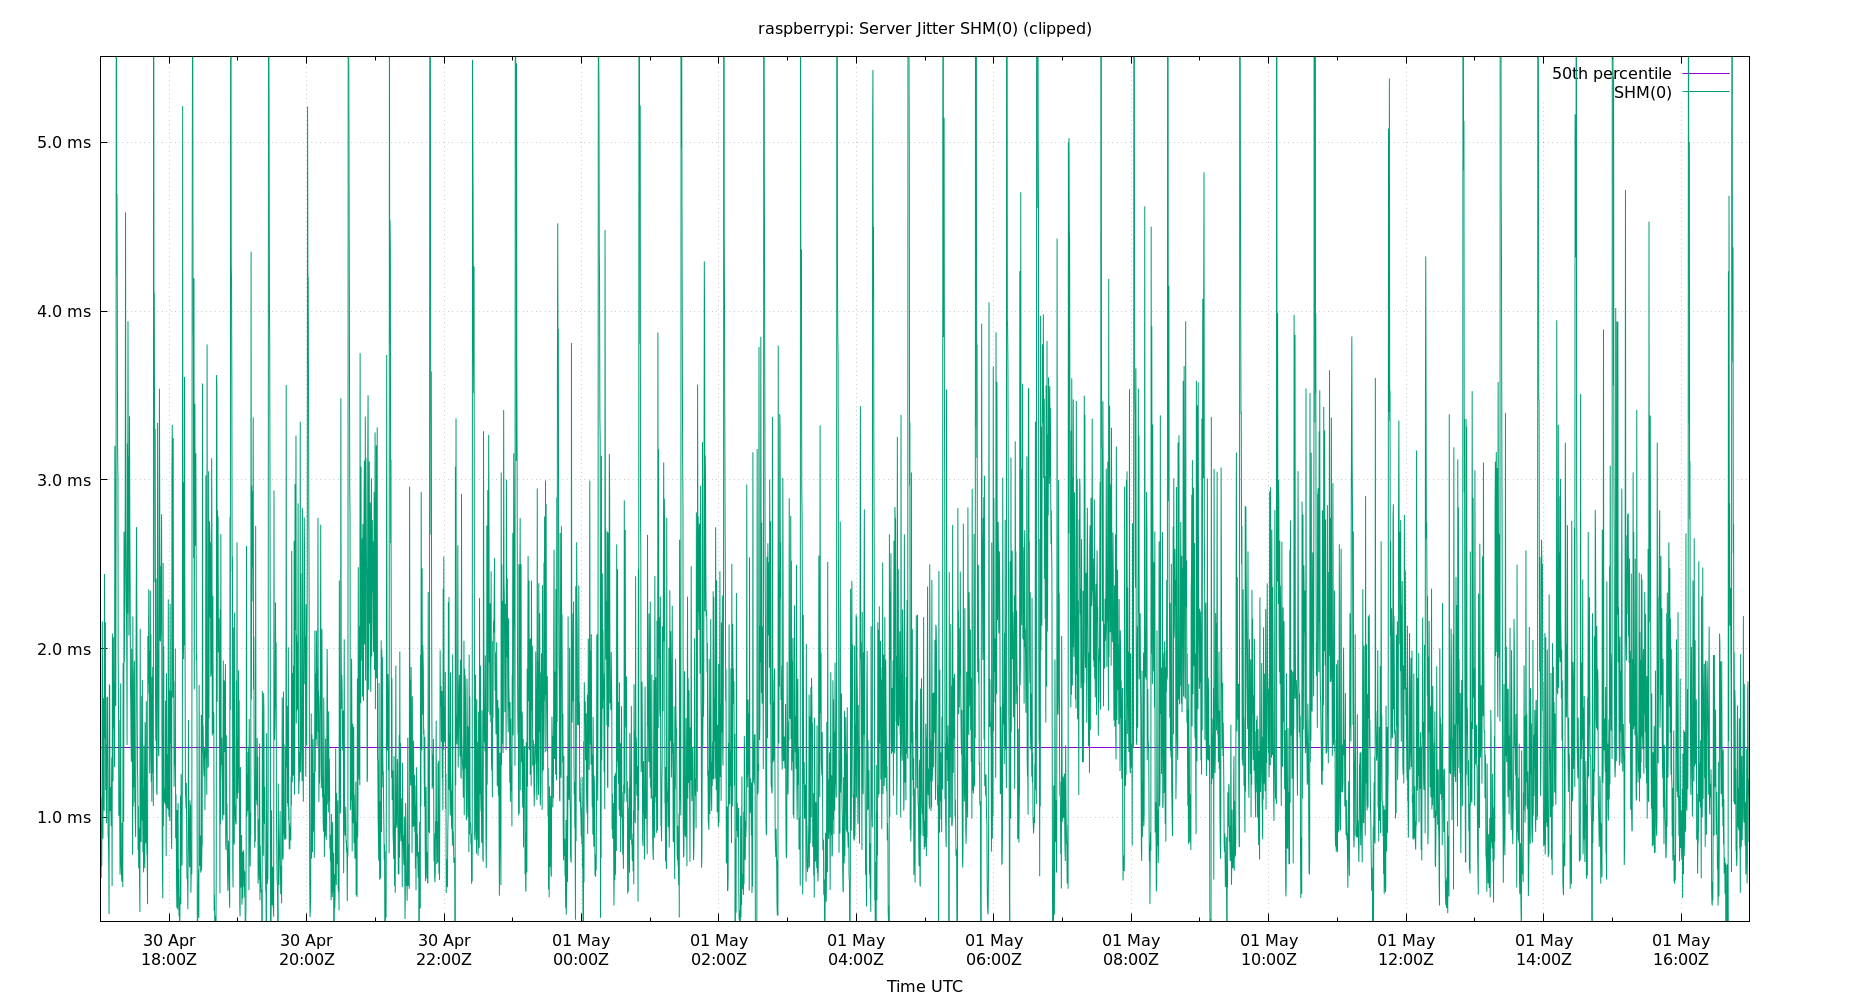 raspberrypi: Server Jitter SHM(0) (clipped)
50th percentile
SHM(0)
5.0 ms
4.0 ms
3.0 ms
2.0 ms
1.0 ms
30 Apr 30 Apr 30 Apr 01 May 01 May 01 May 01 May 01 May 01 May 01 May 01 May 01 May
18:00Z 20:00Z 22:00Z 00:00Z 02:00Z 04:00Z 06:00Z 08:00Z 10:00Z 12:00Z 14:00Z 16:00Z
Time UTC